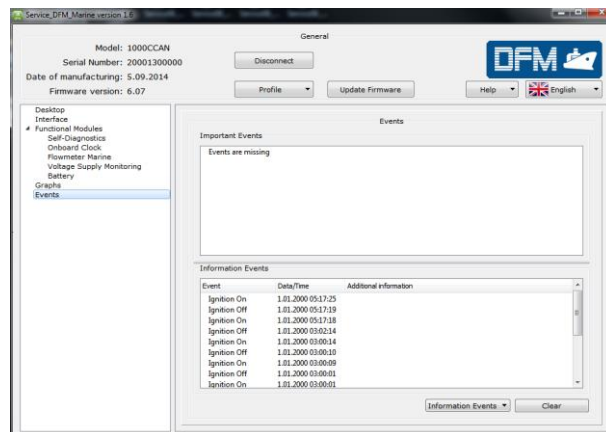 Service_DFM_Marine version 1.6
General
Model: 1000CCAN
Serial Number: 20001300000
Date of manufacturing: 5.09.2014
Firmware version: 6.07
Disconnect
Profile
Update Firmware
DFM
Help
English
Desktop
Interface
Functional Modules
Self-Diagnostics
Onboard Clock
Flowmeter Marine
Voltage Supply Monitoring
Battery
Graphs
Events
Events
Important Events
Events are missing
Information Events
Event Data/Time Additional information
Ignition On 1.01.2000 05:17:25
Ignition Off 1.01.2000 05:17:19
Ignition On 1.01.2000 05:17:18
Ignition Off 1.01.2000 03:02:14
Ignition On 1.01.2000 03:00:14
Ignition Off 1.01.2000 03:00:10
Ignition On 1.01.2000 03:00:09
Ignition Off 1.01.2000 03:00:01
Ignition On 1.01.2000 03:00:01
Information Events
Clear